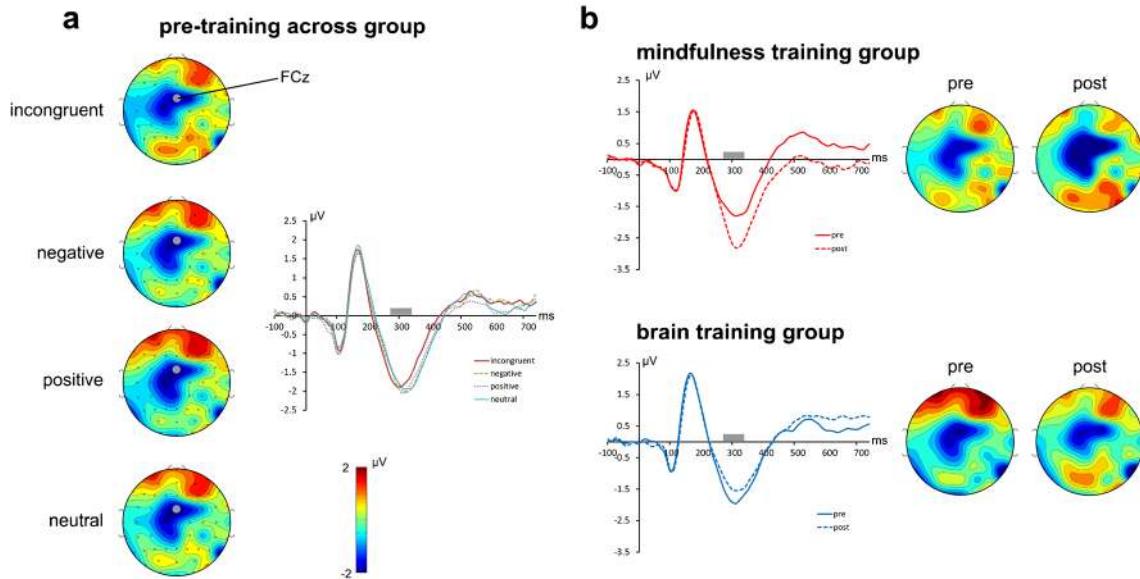 a
pre-training across group
FCz
incongruent
negative
positive
neutral
µV
2.5
2
1.5
1
0.5
0
-0.5
-1
-1.5
-2
-2.5
-100 0 100 200 300 400 500 600 700
ms
incongruent
negative
positive
neutral
2
µV
-2
b
mindfulness training group
µV
2.5
1.5
0.5
-0.5
-1.5
-2.5
-3.5
-100 0 100 200 300 400 500 600 700
ms
pre
post
pre
post
brain training group
µV
2.5
1.5
0.5
-0.5
-1.5
-2.5
-3.5
-100 0 100 200 300 400 500 600 700
ms
pre
post
pre
post